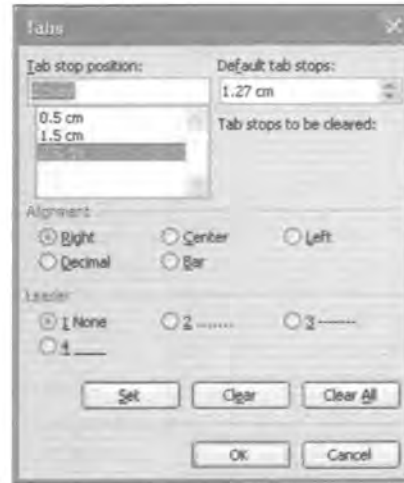 Tabs
Tab stop position: Default tab stops:
1.27 cm
0.5 cm
1.5 cm
Tab stops to be cleared:
Alignment
Right Center Left
Decimal Bar
Leader
1 None 2 ....... 3 -------
4 ___
Set Clear Clear All
OK Cancel